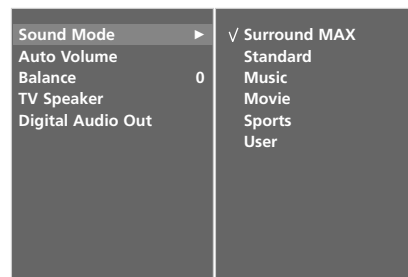 Sound Mode ►
Auto Volume
Balance 0
TV Speaker
Digital Audio Out
√ Surround MAX
Standard
Music
Movie
Sports
User